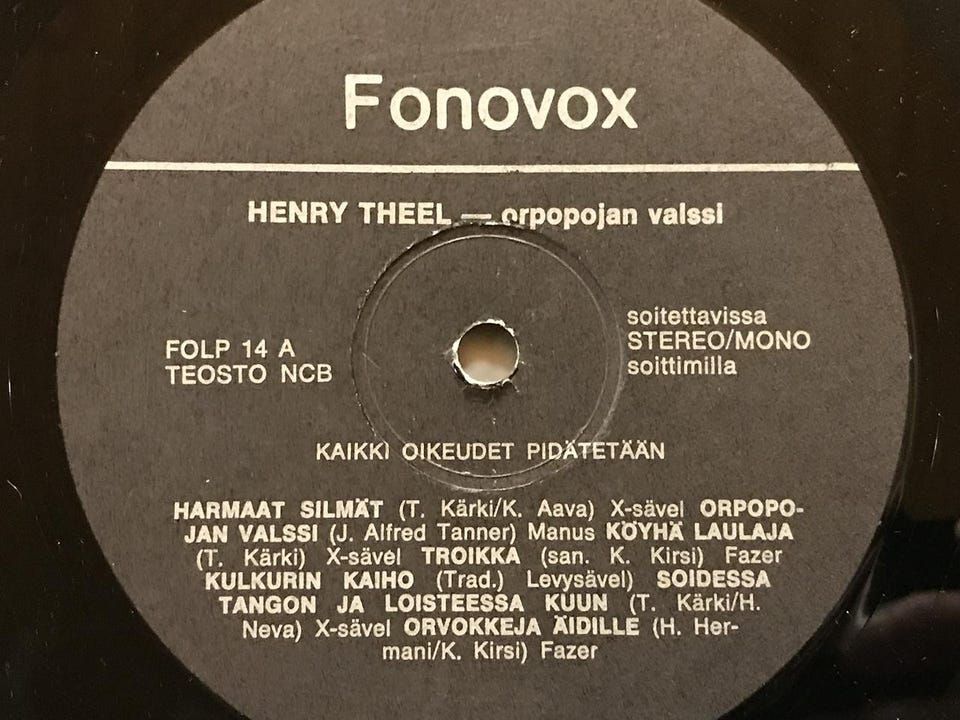 Fonovox
HENRY THEEL — orpopojan valssi
FOLP 14 A
TEOSTO NCB
soitettavissa
STEREO/MONO
soittimilla
KAIKKI OIKEUDET PIDÄTETÄÄN
HARMAAT SILMÄT (T. Kärki/K. Aava) X-sävel ORPOPO-
JAN VALSSI (J. Alfred Tanner) Manus KÖYHÄ LAULAJA
(T. Kärki) X-sävel TROIKKA (san. K. Kirsi) Fazer
KULKURIN KAIHO (Trad.) Levysävel) SOIDESSA
TANGON JA LOISTEESSA KUUN (T. Kärki/H.
Neva) X-sävel ORVOKKEJA ÄIDILLE (H. Her-
mani/K. Kirsi) Fazer